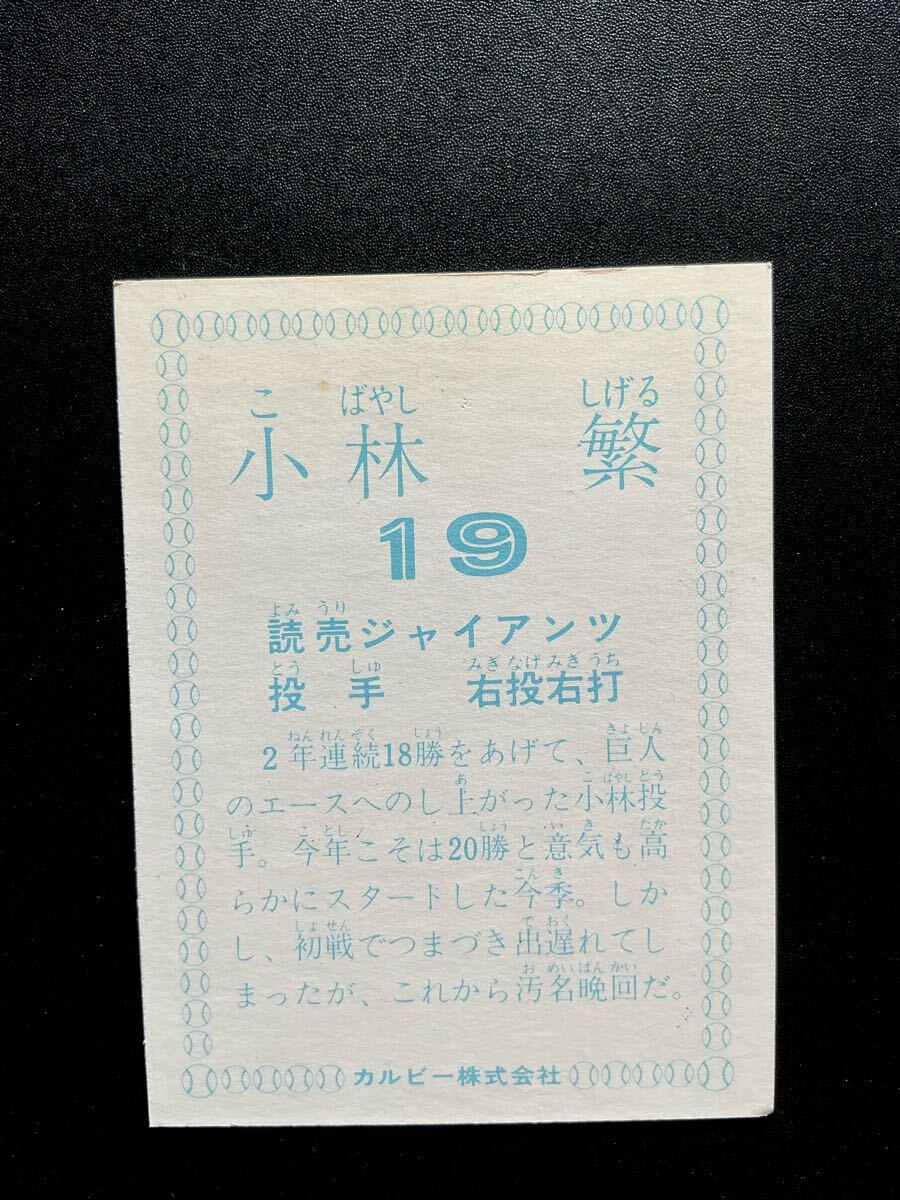 こ ばやし しげる
小林 繁
19
よみ うり
読売ジャイアンツ
とう しゅ みぎ なげ みぎ うち
投手 右投右打
ねん れん ぞく しょう きょ じん
2年連続18勝をあげて、巨人
あ こ ばやし とう
のエースへのし上がった小林投
しゅ こ とし しょう い き たか
手。今年こそは20勝と意気も高
こん き
らかにスタートした今季。しか
しょ せん で おく
し、初戦でつまづき出遅れてし
お めい ばん かい
まったが、これから汚名晩回だ。
カルビー株式会社